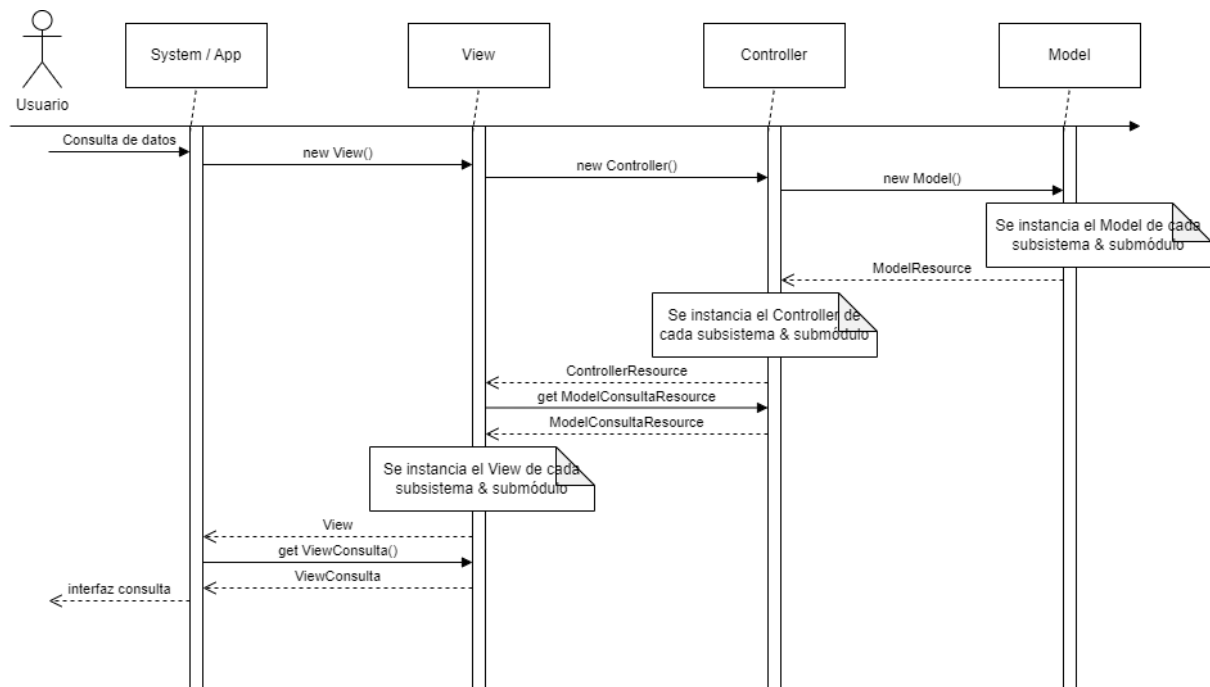 System / App
View
Controller
Model
Usuario
Consulta de datos
new View()
new Controller()
new Model()
Se instancia el Model de cada
subsistema & submódulo
ModelResource
Se instancia el Controller de
cada subsistema & submódulo
ControllerResource
get ModelConsultaResource
ModelConsultaResource
Se instancia el View de cada
subsistema & submódulo
View
get ViewConsulta()
ViewConsulta
interfaz consulta